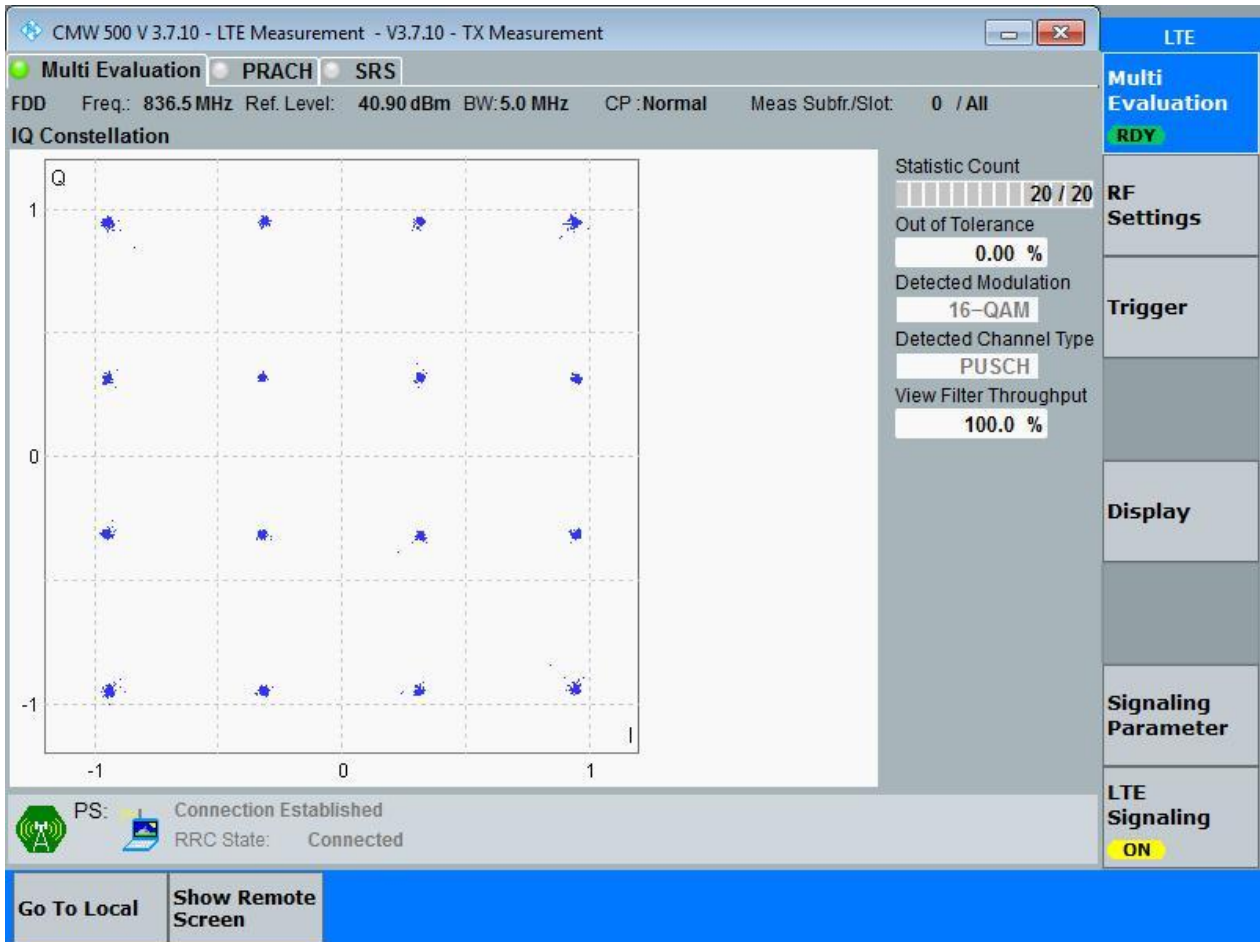 CMW 500 V 3.7.10 - LTE Measurement - V3.7.10 - TX Measurement
LTE
Multi Evaluation PRACH SRS
FDD Freq.: 836.5 MHz Ref. Level: 40.90 dBm BW: 5.0 MHz CP : Normal Meas Subfr./Slot: 0 / All
IQ Constellation
Q
1
0
-1
I
-1 0 1
Statistic Count
20 / 20
Out of Tolerance
0.00 %
Detected Modulation
16-QAM
Detected Channel Type
PUSCH
View Filter Throughput
100.0 %
Multi
Evaluation
RDY
RF
Settings
Trigger
Display
Signaling
Parameter
LTE
Signaling
ON
PS: Connection Established
RRC State: Connected
Go To Local
Show Remote
Screen